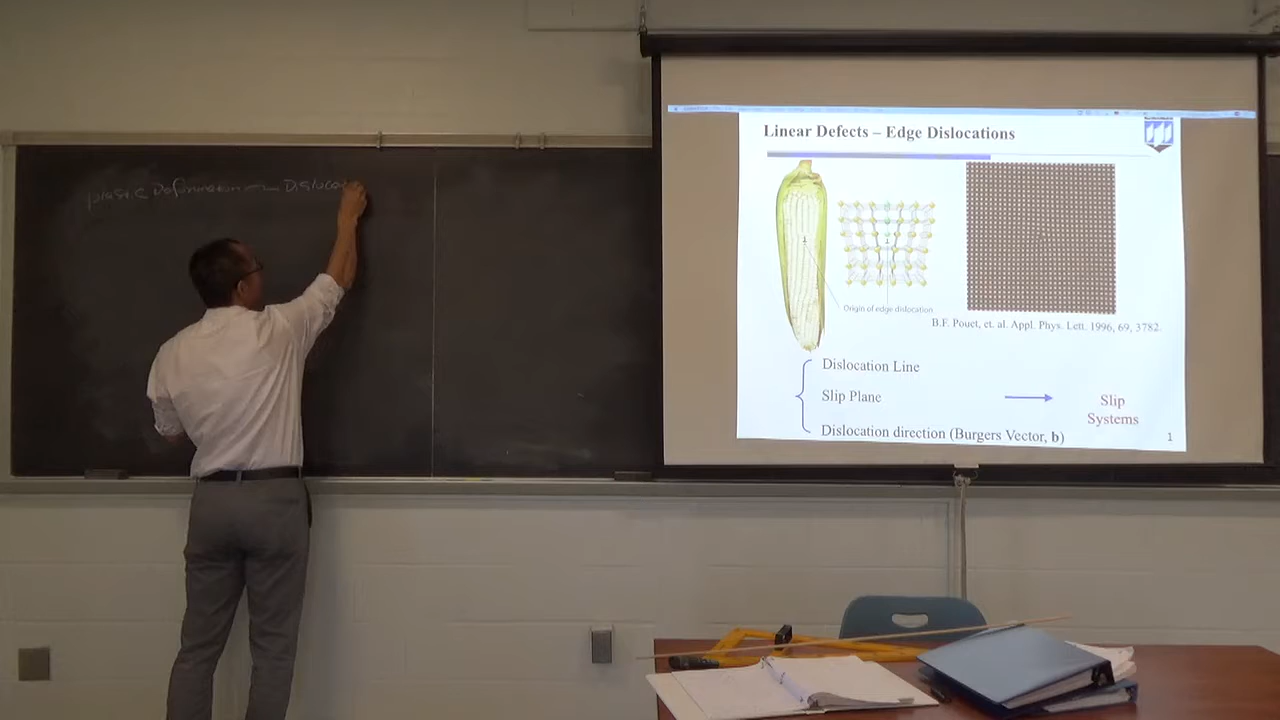 plastic Deformation — Disloca
Linear Defects – Edge Dislocations
Origin of edge dislocation
B.F. Pouet, et. al. Appl. Phys. Lett. 1996, 69, 3782.
Dislocation Line
Slip Plane
Slip
Systems
Dislocation direction (Burgers Vector, b)
1